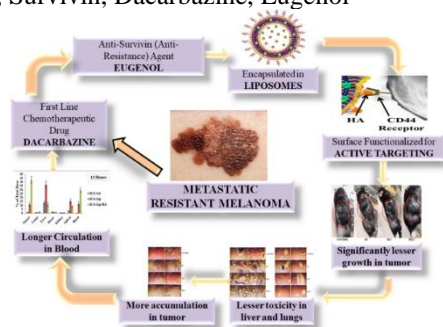 , Survivin, Dacarbazine, Eugenol
Anti-Survivin (Anti-
Resistance) Agent
EUGENOL
Encapsulated in
LIPOSOMES
First Line
Chemotherapeutic
Drug
DACARBAZINE
HA
CD44
Receptor
Surface Functionalized for
ACTIVE TARGETING
METASTATIC
RESISTANT MELANOMA
Longer Circulation
in Blood
Significantly lesser
growth in tumor
More accumulation
in tumor
Lesser toxicity in
liver and lungs